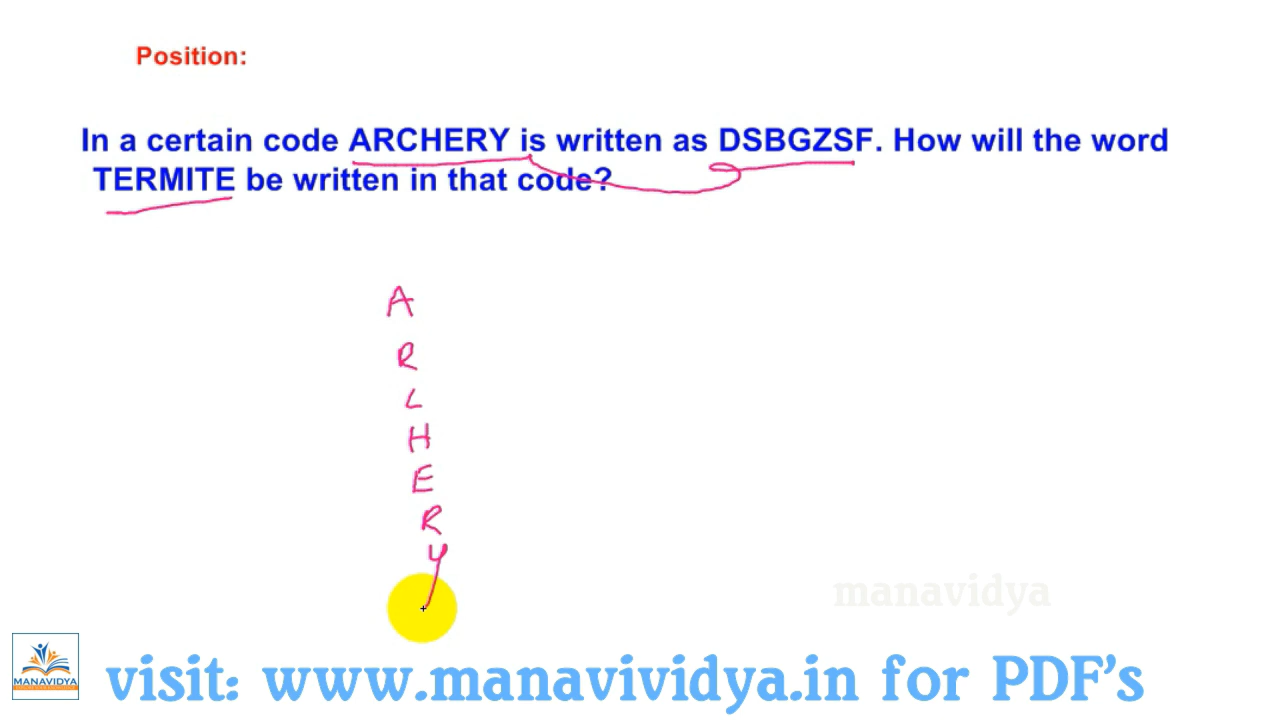 Position:
In a certain code ARCHERY is written as DSBGZSF. How will the word
TERMITE be written in that code?
A
R
C
H
E
R
Y
manavidya
MANAVIDYA
visit: www.manavividya.in for PDF's